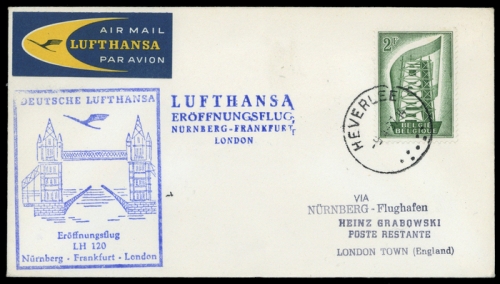 AIR MAIL
LUFTHANSA
PAR AVION
DEUTSCHE LUFTHANSA
Eröffnungsflug
LH 120
Nürnberg - Frankfurt - London
LUFTHANSA
ERÖFFNUNGSFLUG
NÜRNBERG-FRANKFURT
LONDON
2F
BELGIE
BELGIQUE
HEVERLEE
VIA
NÜRNBERG - Flughafen
HEINZ GRABOWSKI
POSTE RESTANTE
LONDON TOWN (England)